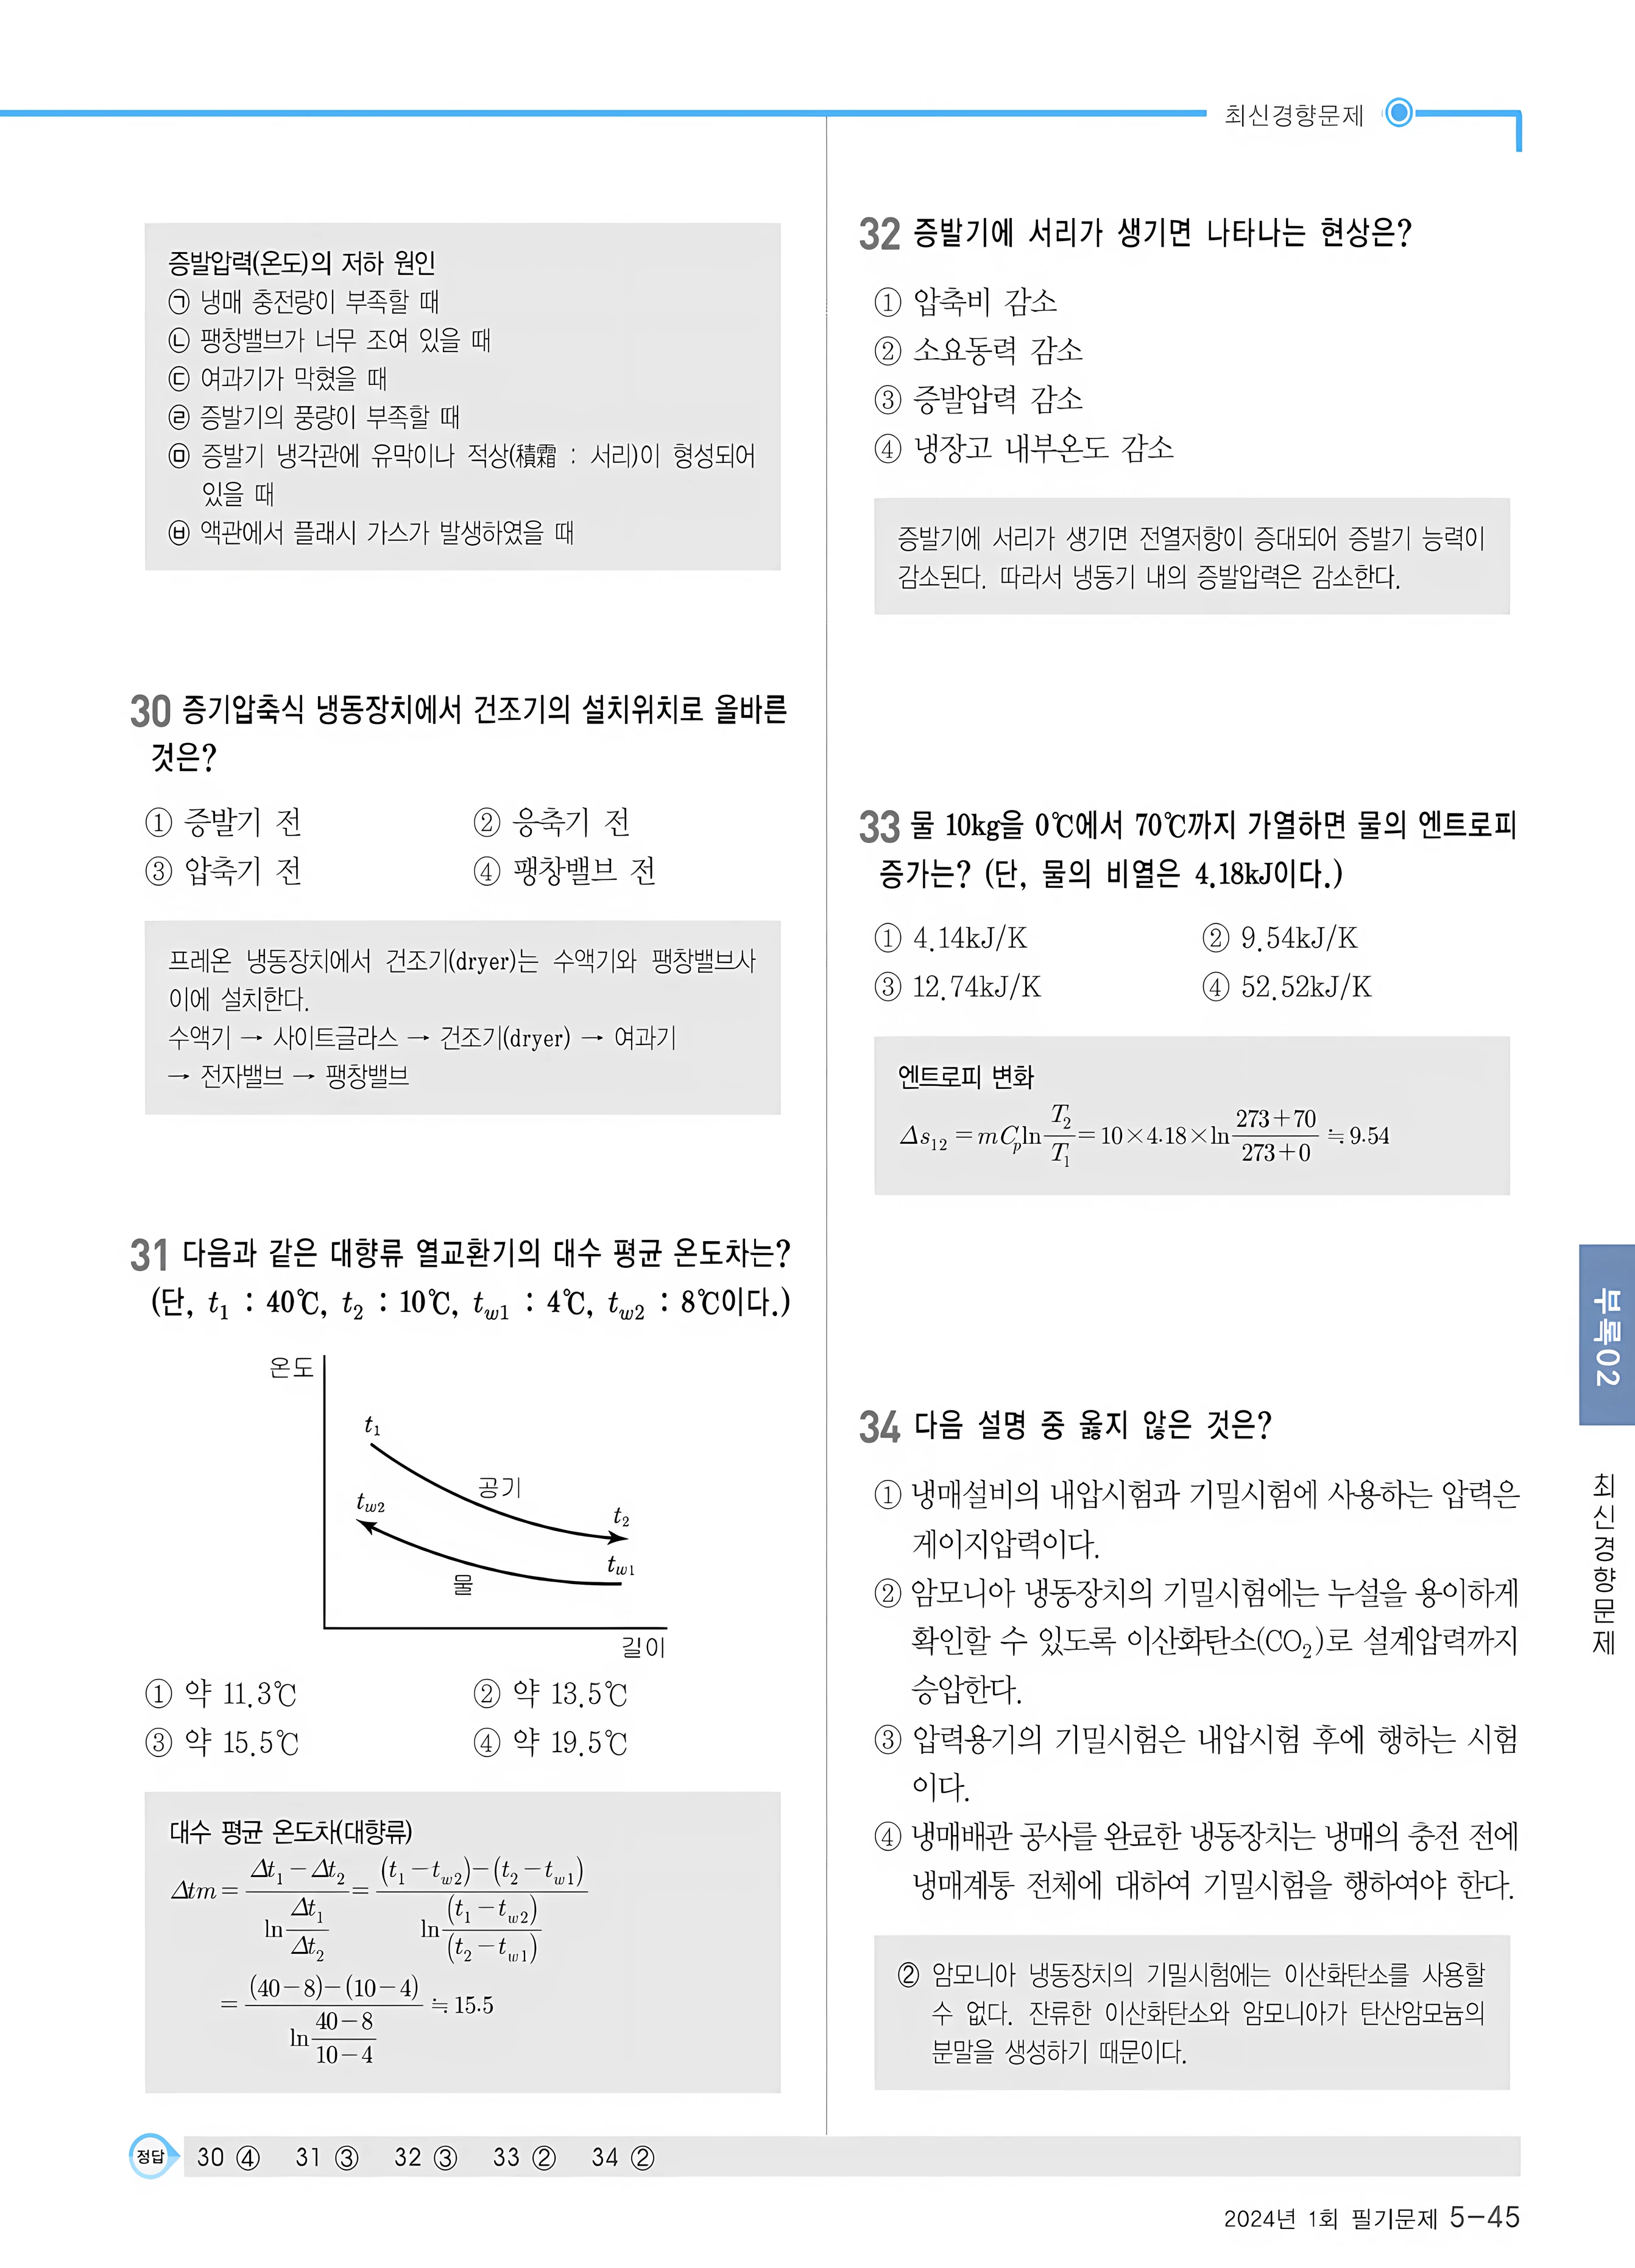 최신경향문제
증발압력(온도)의 저하 원인
㉠ 냉매 충전량이 부족할 때
㉡ 팽창밸브가 너무 조여 있을 때
㉢ 여과기가 막혔을 때
㉣ 증발기의 풍량이 부족할 때
㉤ 증발기 냉각관에 유막이나 적상(積霜 : 서리)이 형성되어
있을 때
㉥ 액관에서 플래시 가스가 발생하였을 때
30 증기압축식 냉동장치에서 건조기의 설치위치로 올바른
것은?
① 증발기 전 ② 응축기 전
③ 압축기 전 ④ 팽창밸브 전
프레온 냉동장치에서 건조기(dryer)는 수액기와 팽창밸브사
이에 설치한다.
수액기 → 사이트글라스 → 건조기(dryer) → 여과기
→ 전자밸브 → 팽창밸브
31 다음과 같은 대향류 열교환기의 대수 평균 온도차는?
(단, t₁ : 40℃, t₂ : 10℃, t_w1 : 4℃, t_w2 : 8℃이다.)
온도
t₁
공기
t_w2
t₂
t_w1
물
길이
① 약 11.3℃ ② 약 13.5℃
③ 약 15.5℃ ④ 약 19.5℃
대수 평균 온도차(대향류)
Δtm = (Δt₁ − Δt₂) / (ln Δt₁/Δt₂) = ((t₁ − t_w2) − (t₂ − t_w1)) / (ln (t₁ − t_w2)/(t₂ − t_w1))
= ((40−8)−(10−4)) / (ln (40−8)/(10−4)) ≒ 15.5
32 증발기에 서리가 생기면 나타나는 현상은?
① 압축비 감소
② 소요동력 감소
③ 증발압력 감소
④ 냉장고 내부온도 감소
증발기에 서리가 생기면 전열저항이 증대되어 증발기 능력이
감소된다. 따라서 냉동기 내의 증발압력은 감소한다.
33 물 10kg을 0℃에서 70℃까지 가열하면 물의 엔트로피
증가는? (단, 물의 비열은 4.18kJ이다.)
① 4.14kJ/K ② 9.54kJ/K
③ 12.74kJ/K ④ 52.52kJ/K
엔트로피 변화
Δs₁₂ = mC_p ln T₂/T₁ = 10×4.18×ln (273+70)/(273+0) ≒ 9.54
34 다음 설명 중 옳지 않은 것은?
① 냉매설비의 내압시험과 기밀시험에 사용하는 압력은
게이지압력이다.
② 암모니아 냉동장치의 기밀시험에는 누설을 용이하게
확인할 수 있도록 이산화탄소(CO₂)로 설계압력까지
승압한다.
③ 압력용기의 기밀시험은 내압시험 후에 행하는 시험
이다.
④ 냉매배관 공사를 완료한 냉동장치는 냉매의 충전 전에
냉매계통 전체에 대하여 기밀시험을 행하여야 한다.
② 암모니아 냉동장치의 기밀시험에는 이산화탄소를 사용할
수 없다. 잔류한 이산화탄소와 암모니아가 탄산암모늄의
분말을 생성하기 때문이다.
부록02
최신경향문제
정답 30 ④ 31 ③ 32 ③ 33 ② 34 ②
2024년 1회 필기문제 5-45